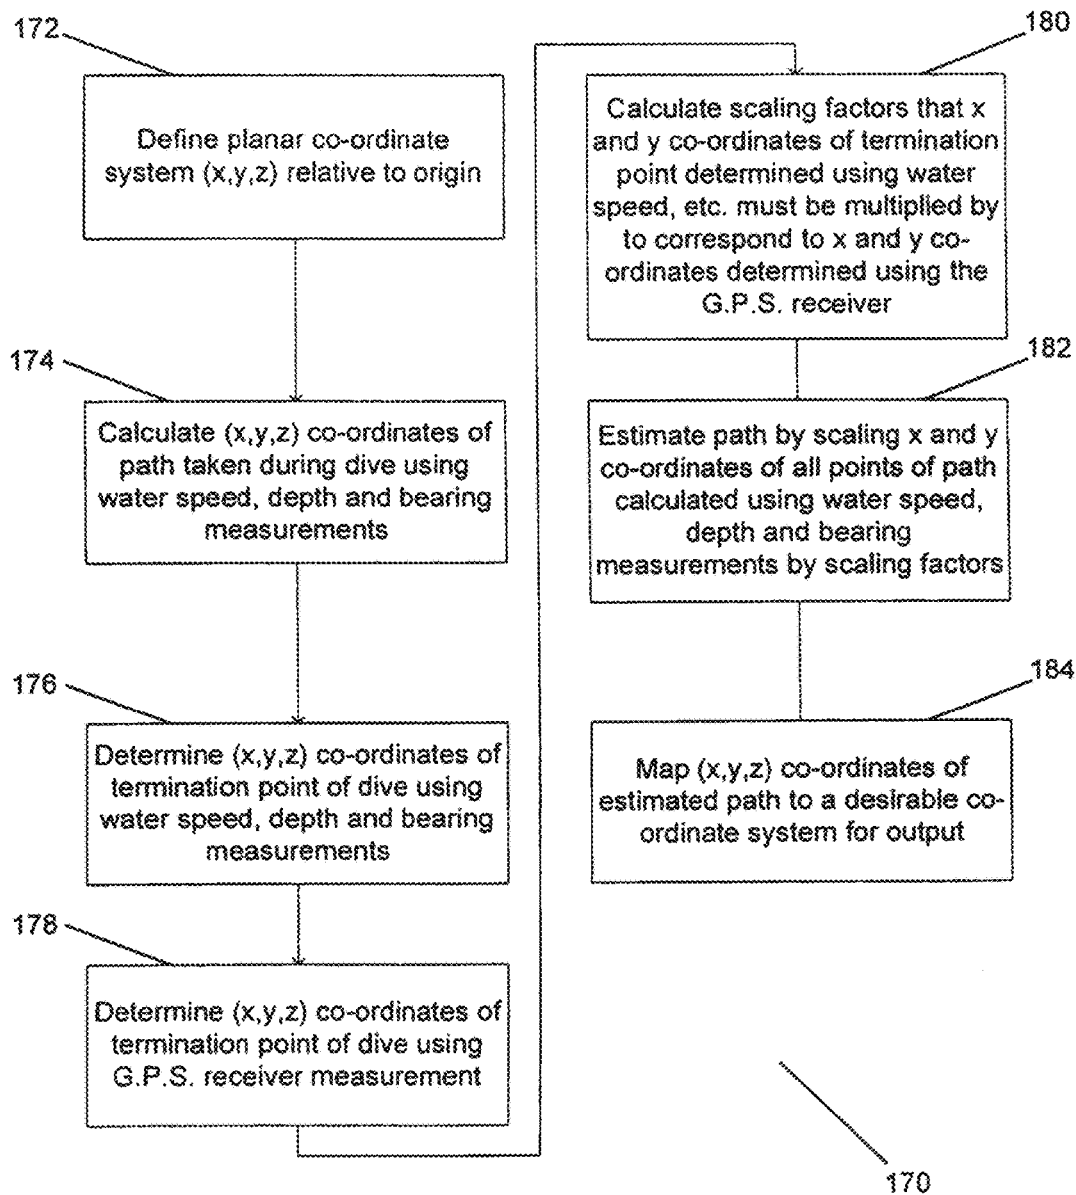 172
Define planar co-ordinate
system (x,y,z) relative to origin
174
Calculate (x,y,z) co-ordinates of
path taken during dive using
water speed, depth and bearing
measurements
176
Determine (x,y,z) co-ordinates of
termination point of dive using
water speed, depth and bearing
measurements
178
Determine (x,y,z) co-ordinates of
termination point of dive using
G.P.S. receiver measurement
180
Calculate scaling factors that x
and y co-ordinates of termination
point determined using water
speed, etc. must be multiplied by
to correspond to x and y co-
ordinates determined using the
G.P.S. receiver
182
Estimate path by scaling x and y
co-ordinates of all points of path
calculated using water speed,
depth and bearing
measurements by scaling factors
184
Map (x,y,z) co-ordinates of
estimated path to a desirable co-
ordinate system for output
170